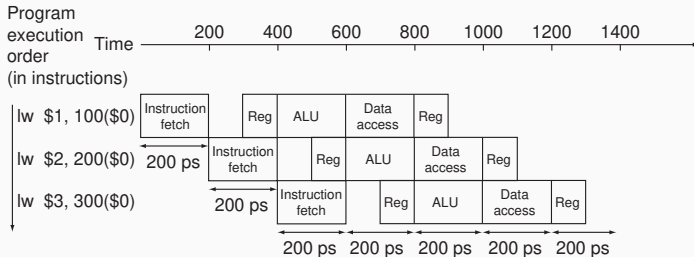 Program
execution
order
(in instructions)
Time
200 400 600 800 1000 1200 1400
lw $1, 100($0) Instruction fetch Reg ALU Data access Reg
200 ps
lw $2, 200($0) Instruction fetch Reg ALU Data access Reg
200 ps
lw $3, 300($0) Instruction fetch Reg ALU Data access Reg
200 ps 200 ps 200 ps 200 ps 200 ps